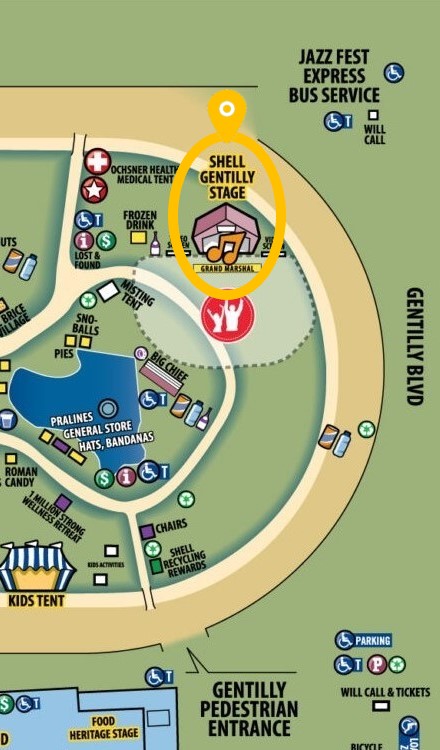 JAZZ FEST
EXPRESS
BUS SERVICE
T
WILL
CALL
SHELL
GENTILLY
STAGE
OCHSNER HEALTH
MEDICAL TENT
FROZEN
DRINK
T
i $
LOST &
FOUND
GRAND MARSHAL
MISTING
TENT
SNO-
BALLS
PIES
BIG CHIEF
T
GENTILLY BLVD
PRALINES
GENERAL STORE
HATS, BANDANAS
ROMAN
CANDY
$ i T
1 MILLION STRONG
WELLNESS RETREAT
CHAIRS
KIDS ACTIVITIES
SHELL
RECYCLING
REWARDS
KIDS TENT
PARKING
T P
T
GENTILLY
PEDESTRIAN
ENTRANCE
WILL CALL & TICKETS
$ T
FOOD
HERITAGE STAGE
BICYCLE